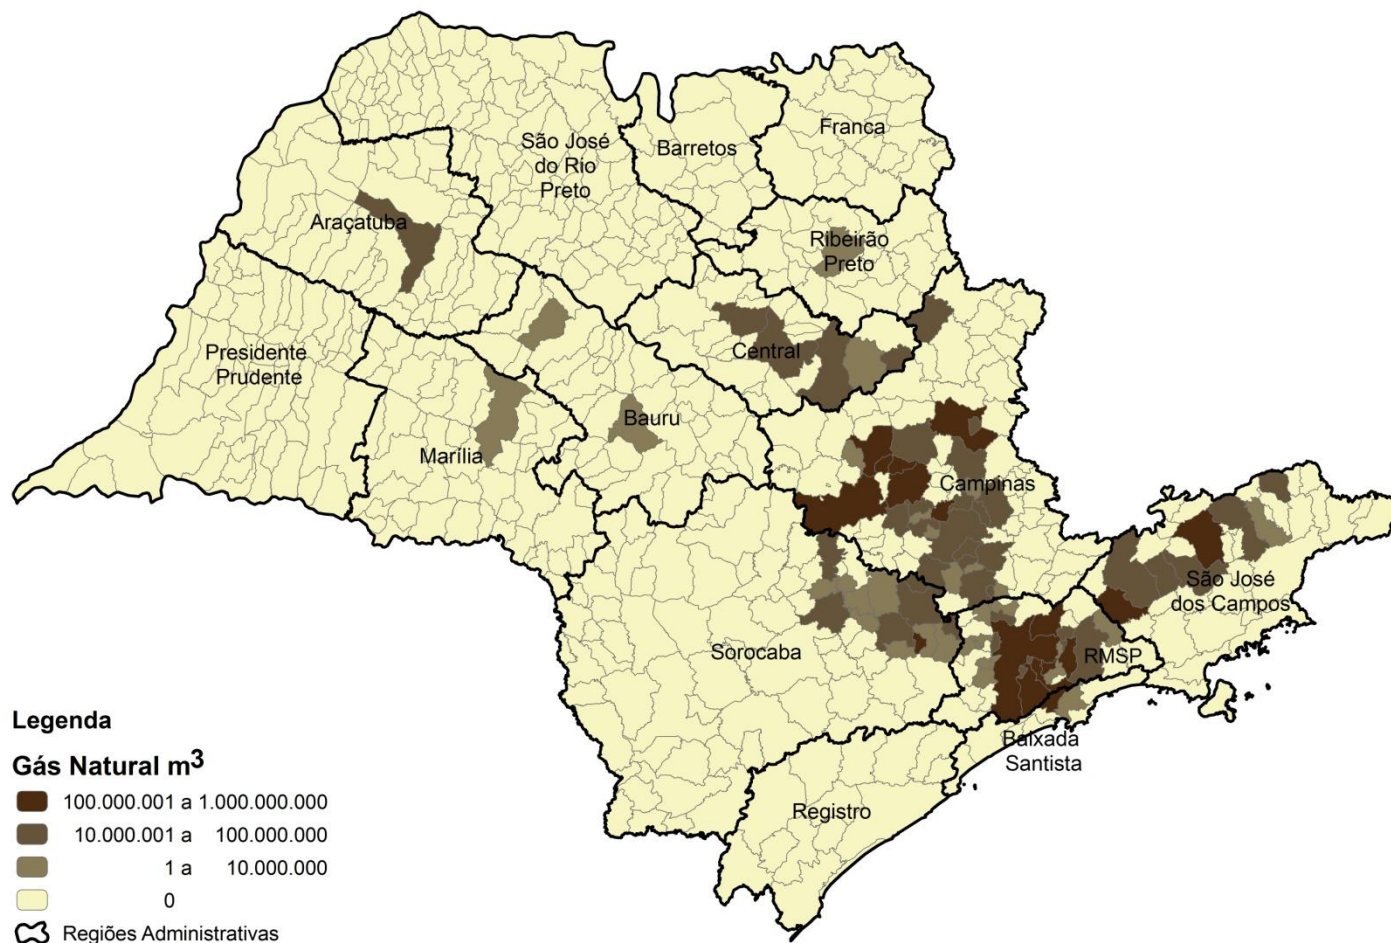 Franca
São José
do Rio
Preto
Barretos
Araçatuba
Ribeirão
Preto
Presidente
Prudente
Central
Bauru
Marília
Campinas
São José
dos Campos
Sorocaba
RMSP
Baixada
Santista
Registro
Legenda
Gás Natural m³
100.000.001 a 1.000.000.000
10.000.001 a 100.000.000
1 a 10.000.000
0
Regiões Administrativas